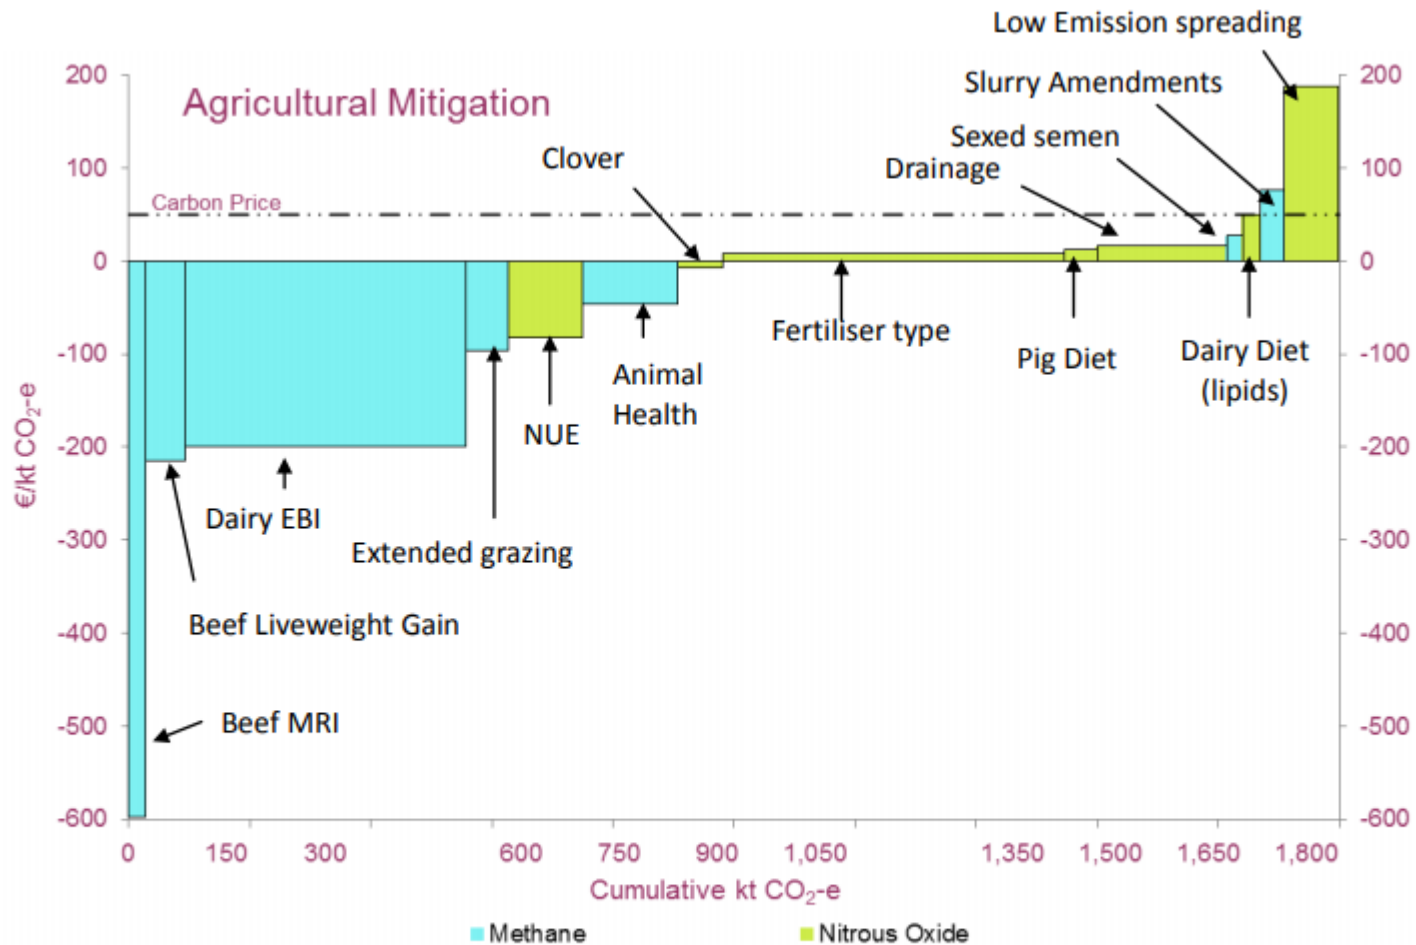 Low Emission spreading
200
200
Agricultural Mitigation
Slurry Amendments
Clover
Sexed semen
100
Drainage
100
Carbon Price
0
0
Fertiliser type
-100
Pig Diet
Dairy Diet
(lipids)
-100
Animal
Health
NUE
-200
-200
€/kt CO₂-e
Dairy EBI
Extended grazing
-300
-300
Beef Liveweight Gain
-400
-400
Beef MRI
-500
-500
-600
-600
0 150 300 600 750 900 1,050 1,350 1,500 1,650 1,800
Cumulative kt CO₂-e
Methane Nitrous Oxide